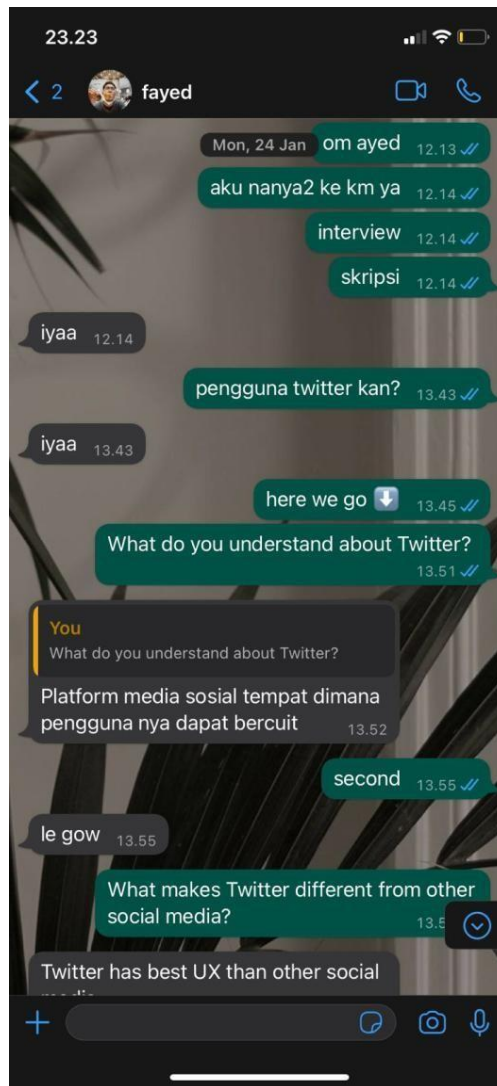 23.23
2 fayed
Mon, 24 Jan
om ayed 12.13
aku nanya2 ke km ya 12.14
interview 12.14
skripsi 12.14
iyaa 12.14
pengguna twitter kan? 13.43
iyaa 13.43
here we go ⬇️ 13.45
What do you understand about Twitter?
13.51
You
What do you understand about Twitter?
Platform media sosial tempat dimana
pengguna nya dapat bercuit 13.52
second 13.55
le gow 13.55
What makes Twitter different from other
social media?
Twitter has best UX than other social